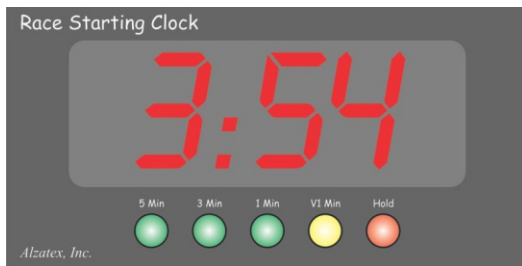 Race Starting Clock
3:54
5 Min 3 Min 1 Min V1 Min Hold
Alzatex, Inc.